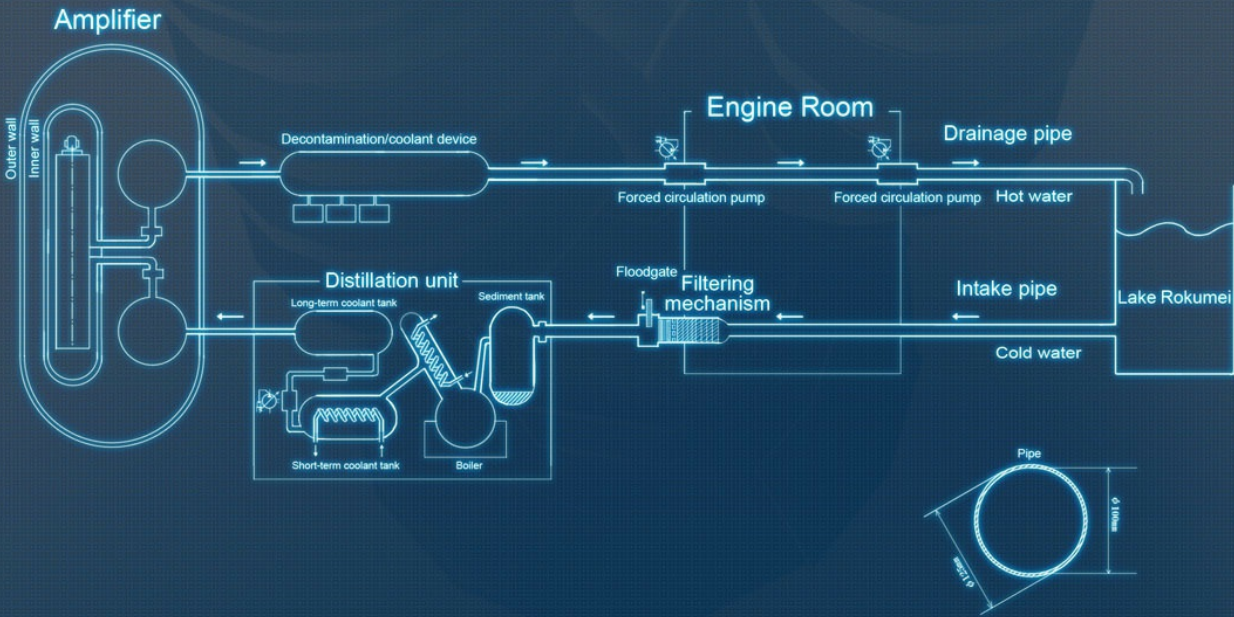 Amplifier
Outer wall
Inner wall
Decontamination/coolant device
Engine Room
Forced circulation pump
Forced circulation pump
Drainage pipe
Hot water
Distillation unit
Long-term coolant tank
Sediment tank
Short-term coolant tank
Boiler
Floodgate
Filtering
mechanism
Intake pipe
Cold water
Lake Rokumei
Pipe
ϕ100mm
ϕ125mm